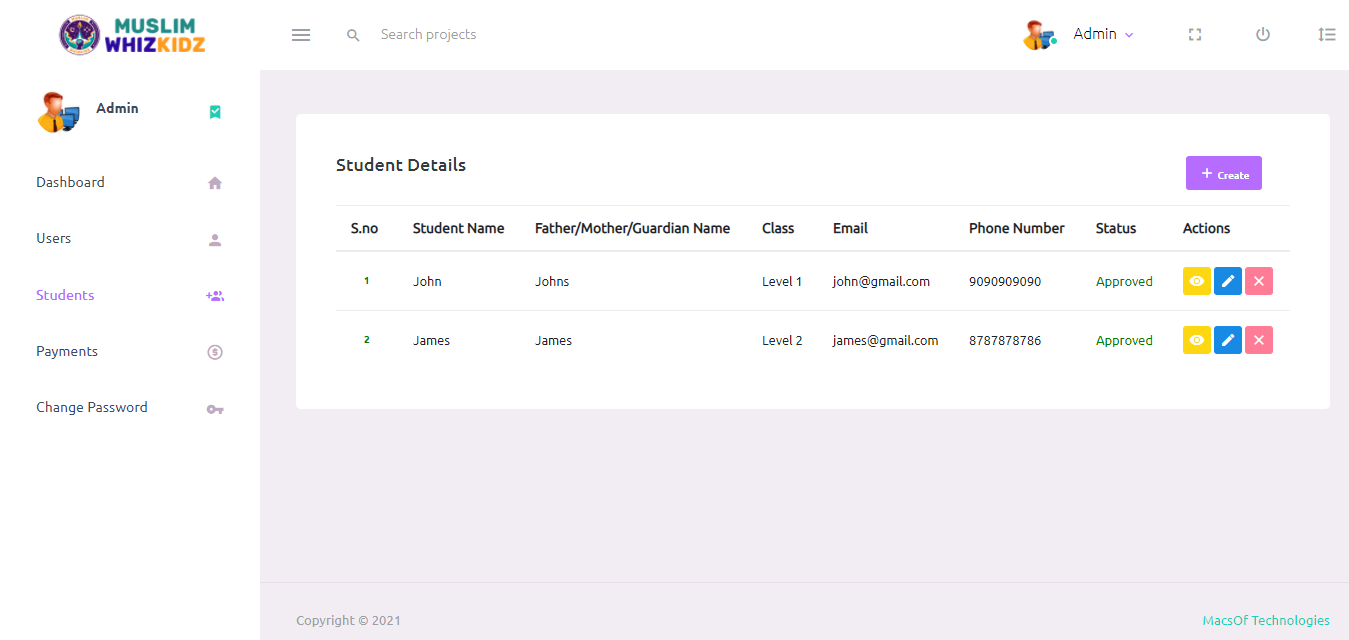 MUSLIM
WHIZKIDZ
Search projects
Admin
Admin
Dashboard
Users
Students
Payments
Change Password
Student Details
+ Create
S.no Student Name Father/Mother/Guardian Name Class Email Phone Number Status Actions
1 John Johns Level 1 john@gmail.com 9090909090 Approved
2 James James Level 2 james@gmail.com 8787878786 Approved
Copyright © 2021
MacsOf Technologies